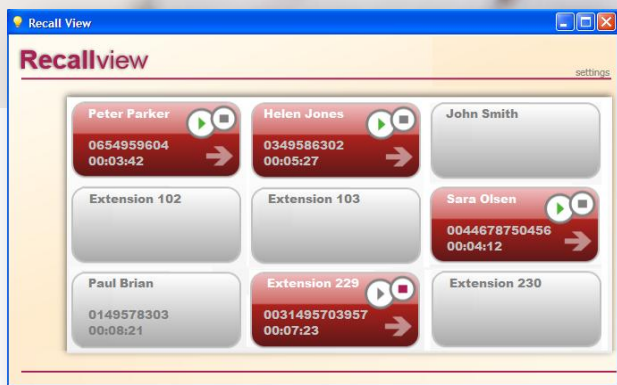 Recall View
Recallview
settings
Peter Parker
0654959604
00:03:42
Helen Jones
0349586302
00:05:27
John Smith
Extension 102
Extension 103
Sara Olsen
0044678750456
00:04:12
Paul Brian
0149578303
00:08:21
Extension 229
0031495703957
00:07:23
Extension 230